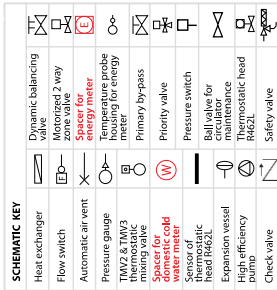 SCHEMATIC KEY
Heat exchanger
Flow switch
F
Automatic air vent
Pressure gauge
TMV2 & TMV3
thermostatic
mixing valve
Spacer for
domestic cold
water meter
W
Sensor of
thermostatic
head R462L
Expansion vessel
High efficiency
pump
Check valve
Dynamic balancing
valve
Motorized 2 way
zone valve
Spacer for
energy meter
E
Temperature probe
housing for energy
meter
Primary by-pass
Priority valve
Pressure switch
Ball valve for
circulator
maintenance
Thermostatic head
R462L
Safety valve